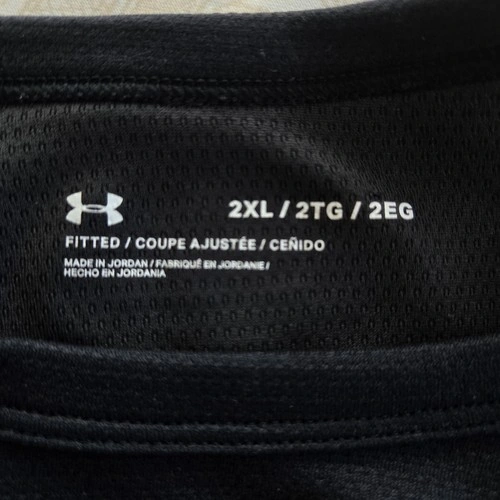 2XL / 2TG / 2EG
FITTED / COUPE AJUSTÉE / CEÑIDO
MADE IN JORDAN / FABRIQUÉ EN JORDANIE /
HECHO EN JORDANIA